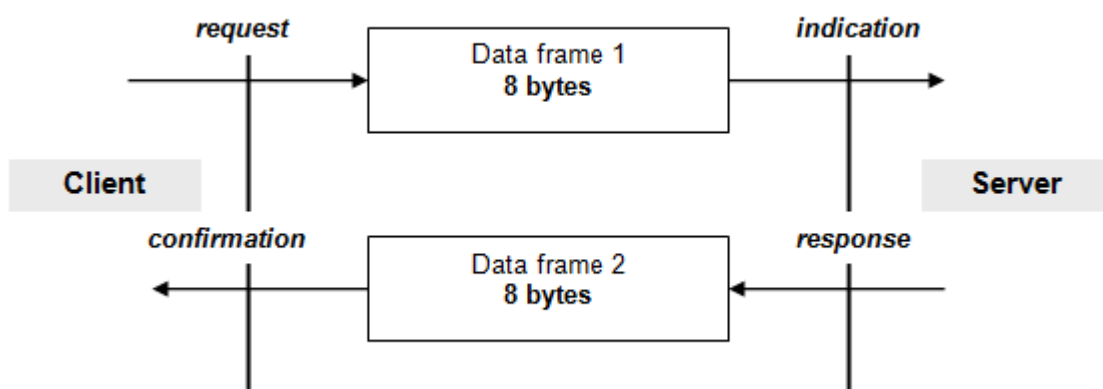 request
indication
Data frame 1
8 bytes
Client
Server
confirmation
response
Data frame 2
8 bytes